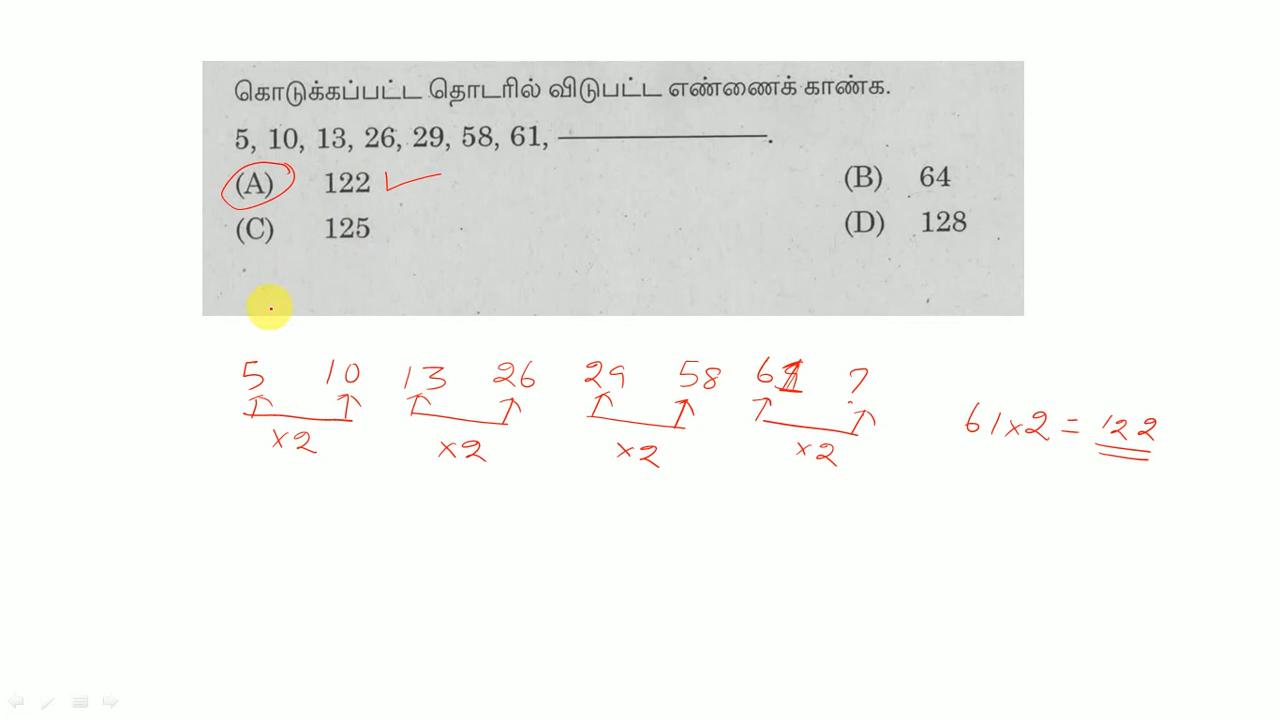 கொடுக்கப்பட்ட தொடரில் விடுபட்ட எண்ணைக் காண்க.
5, 10, 13, 26, 29, 58, 61, ————.
(A) 122 (B) 64
(C) 125 (D) 128
5 10 13 26 29 58 61 ?
×2 ×2 ×2 ×2
61×2 = 122